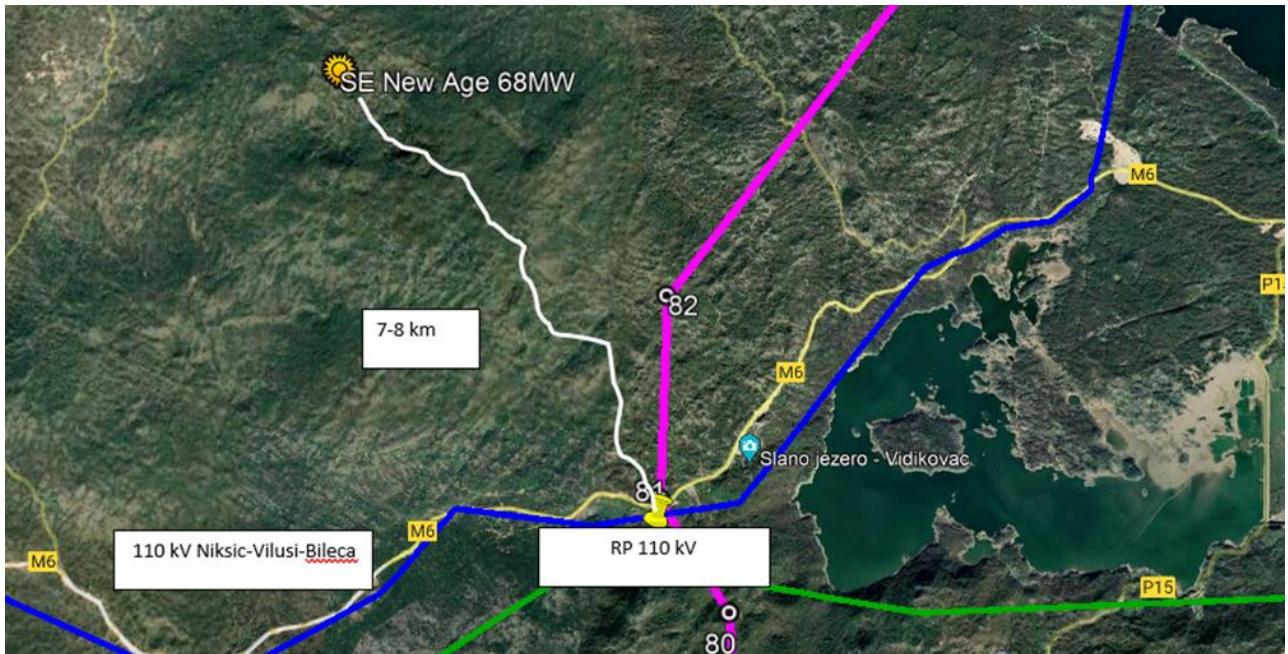 SE New Age 68MW
M6
P14
82
7-8 km
M6
Slano jezero - Vidikovac
81
M6
110 kV Niksic-Vilusi-Bileca
RP 110 kV
M6
P15
80